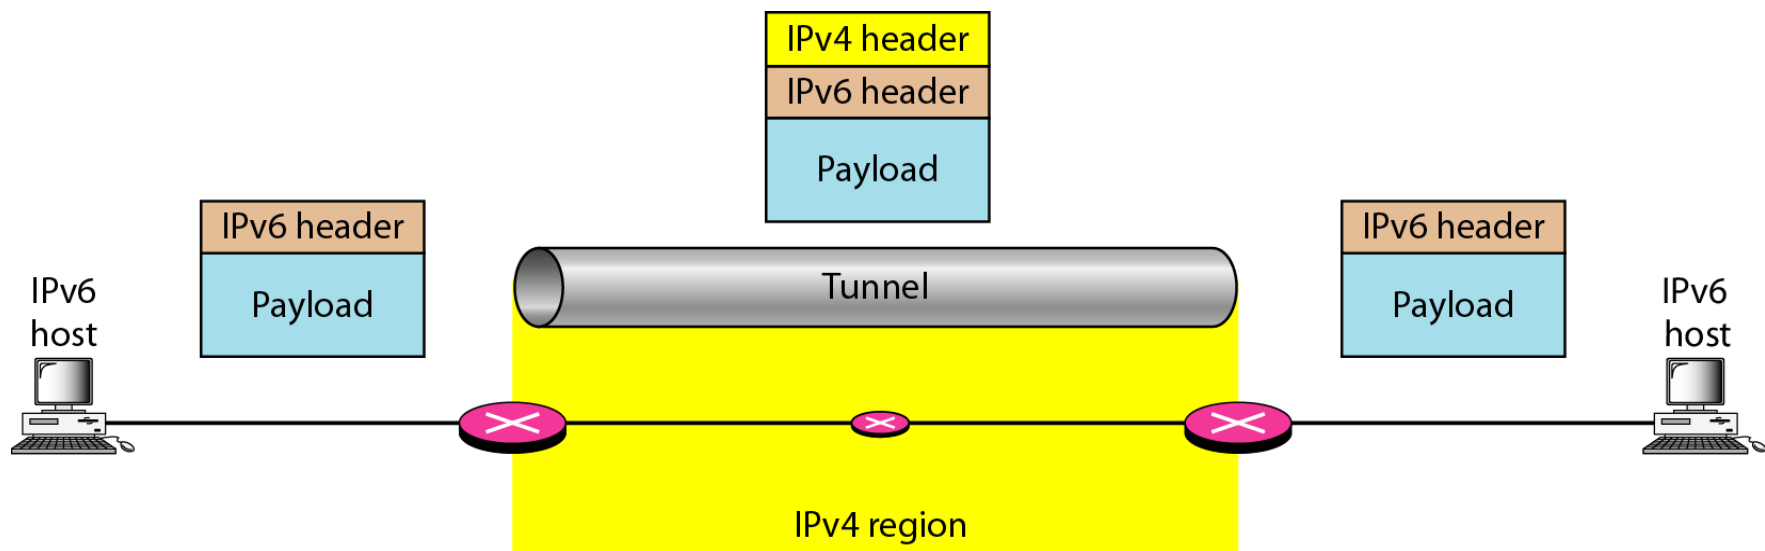 IPv4 header
IPv6 header
Payload
IPv6 header
Payload
IPv6 header
Payload
IPv6
host
Tunnel
IPv6
host
IPv4 region